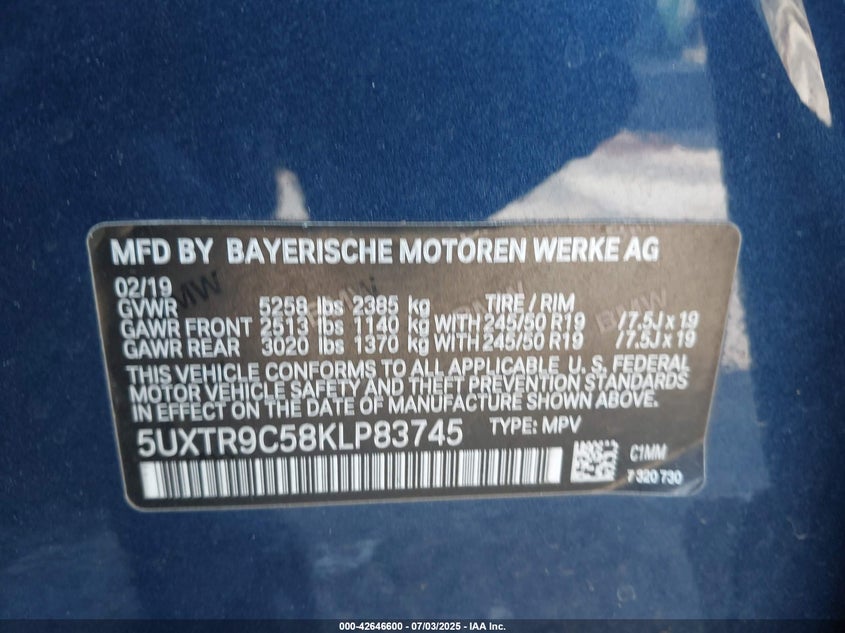 MFD BY BAYERISCHE MOTOREN WERKE AG
02/19
GVWR 5258 lbs 2385 kg TIRE / RIM
GAWR FRONT 2513 lbs 1140 kg WITH 245/50 R19 /7.5J x 19
GAWR REAR 3020 lbs 1370 kg WITH 245/50 R19 /7.5J x 19
THIS VEHICLE CONFORMS TO ALL APPLICABLE U. S. FEDERAL
MOTOR VEHICLE SAFETY AND THEFT PREVENTION STANDARDS
IN EFFECT ON THE DATE OF MANUFACTURE SHOWN ABOVE.
5UXTR9C58KLP83745 TYPE: MPV
C1MM
7 320 730
BMW
BMW
BMW
000-42646600 - 07/03/2025 - IAA Inc.